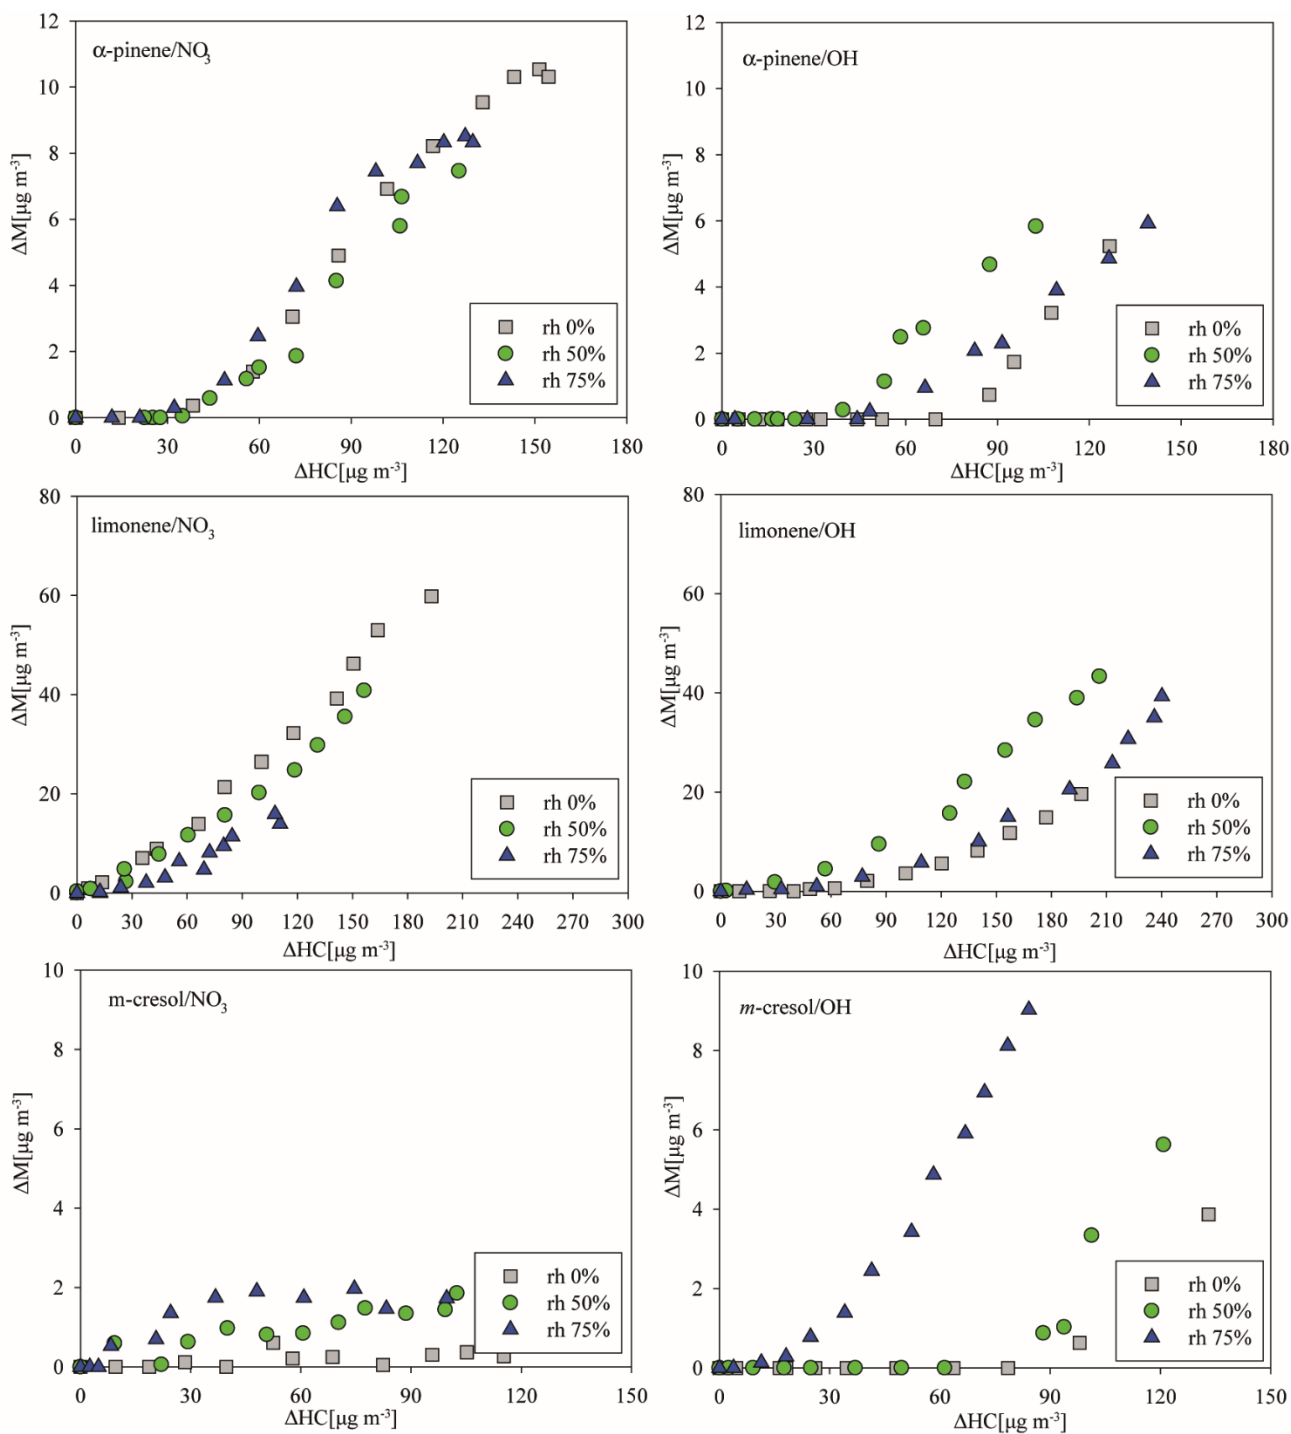 α-pinene/NO3
12
10
8
6
4
2
0
ΔM[µg m-3]
rh 0%
rh 50%
rh 75%
0 30 60 90 120 150 180
ΔHC[µg m-3]
α-pinene/OH
12
10
8
6
4
2
0
ΔM[µg m-3]
rh 0%
rh 50%
rh 75%
0 30 60 90 120 150 180
ΔHC[µg m-3]
limonene/NO3
80
60
40
20
0
ΔM[µg m-3]
rh 0%
rh 50%
rh 75%
0 30 60 90 120 150 180 210 240 270 300
ΔHC[µg m-3]
limonene/OH
80
60
40
20
0
ΔM[µg m-3]
rh 0%
rh 50%
rh 75%
0 30 60 90 120 150 180 210 240 270 300
ΔHC[µg m-3]
m-cresol/NO3
10
8
6
4
2
0
ΔM[µg m-3]
rh 0%
rh 50%
rh 75%
0 30 60 90 120 150
ΔHC[µg m-3]
m-cresol/OH
10
8
6
4
2
0
ΔM[µg m-3]
rh 0%
rh 50%
rh 75%
0 30 60 90 120 150
ΔHC[µg m-3]